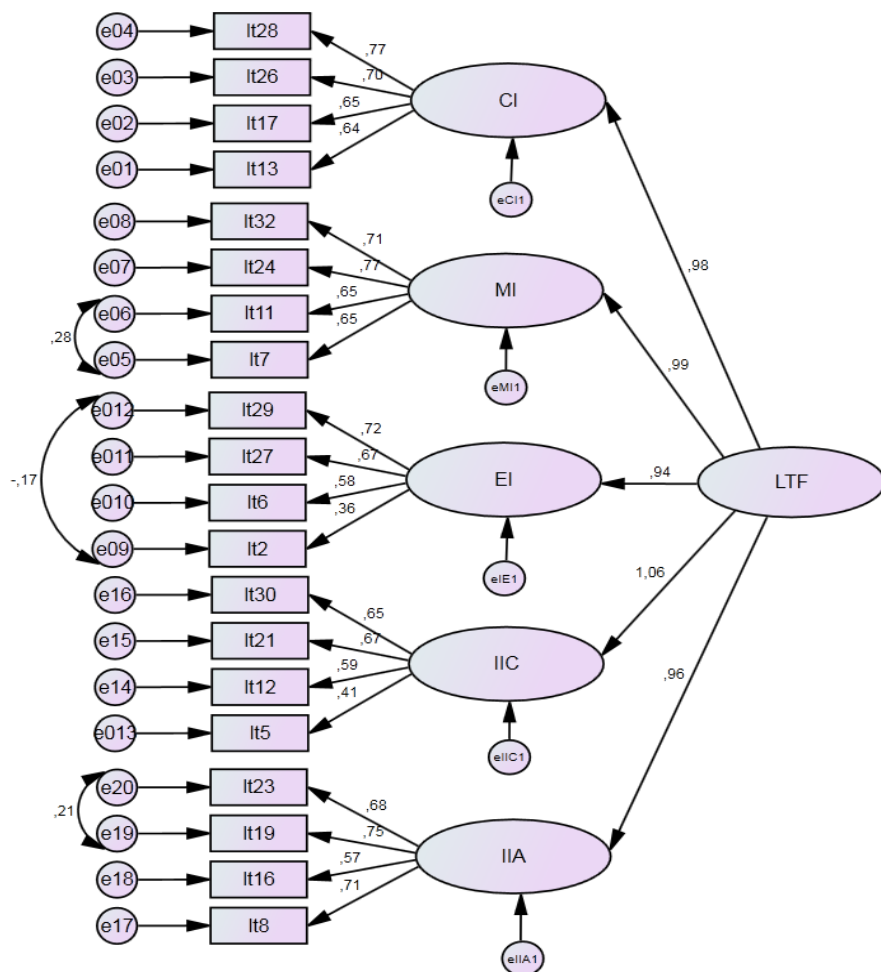 e04 It28 ,77
e03 It26 ,70 CI
e02 It17 ,65
e01 It13 ,64
eCI1
e08 It32 ,71
,98
e07 It24 ,77 MI
e06 It11 ,65
,28
e05 It7 ,65
eMI1 ,99
e012 It29 ,72
e011 It27 ,67
-,17 EI ,94 LTF
e010 It6 ,58
e09 It2 ,36
eIE1
e16 It30 ,65 1,06
e15 It21 ,67 IIC
e14 It12 ,59 ,96
e013 It5 ,41
eIIC1
e20 It23 ,68
,21
e19 It19 ,75 IIA
e18 It16 ,57
e17 It8 ,71
eIIA1